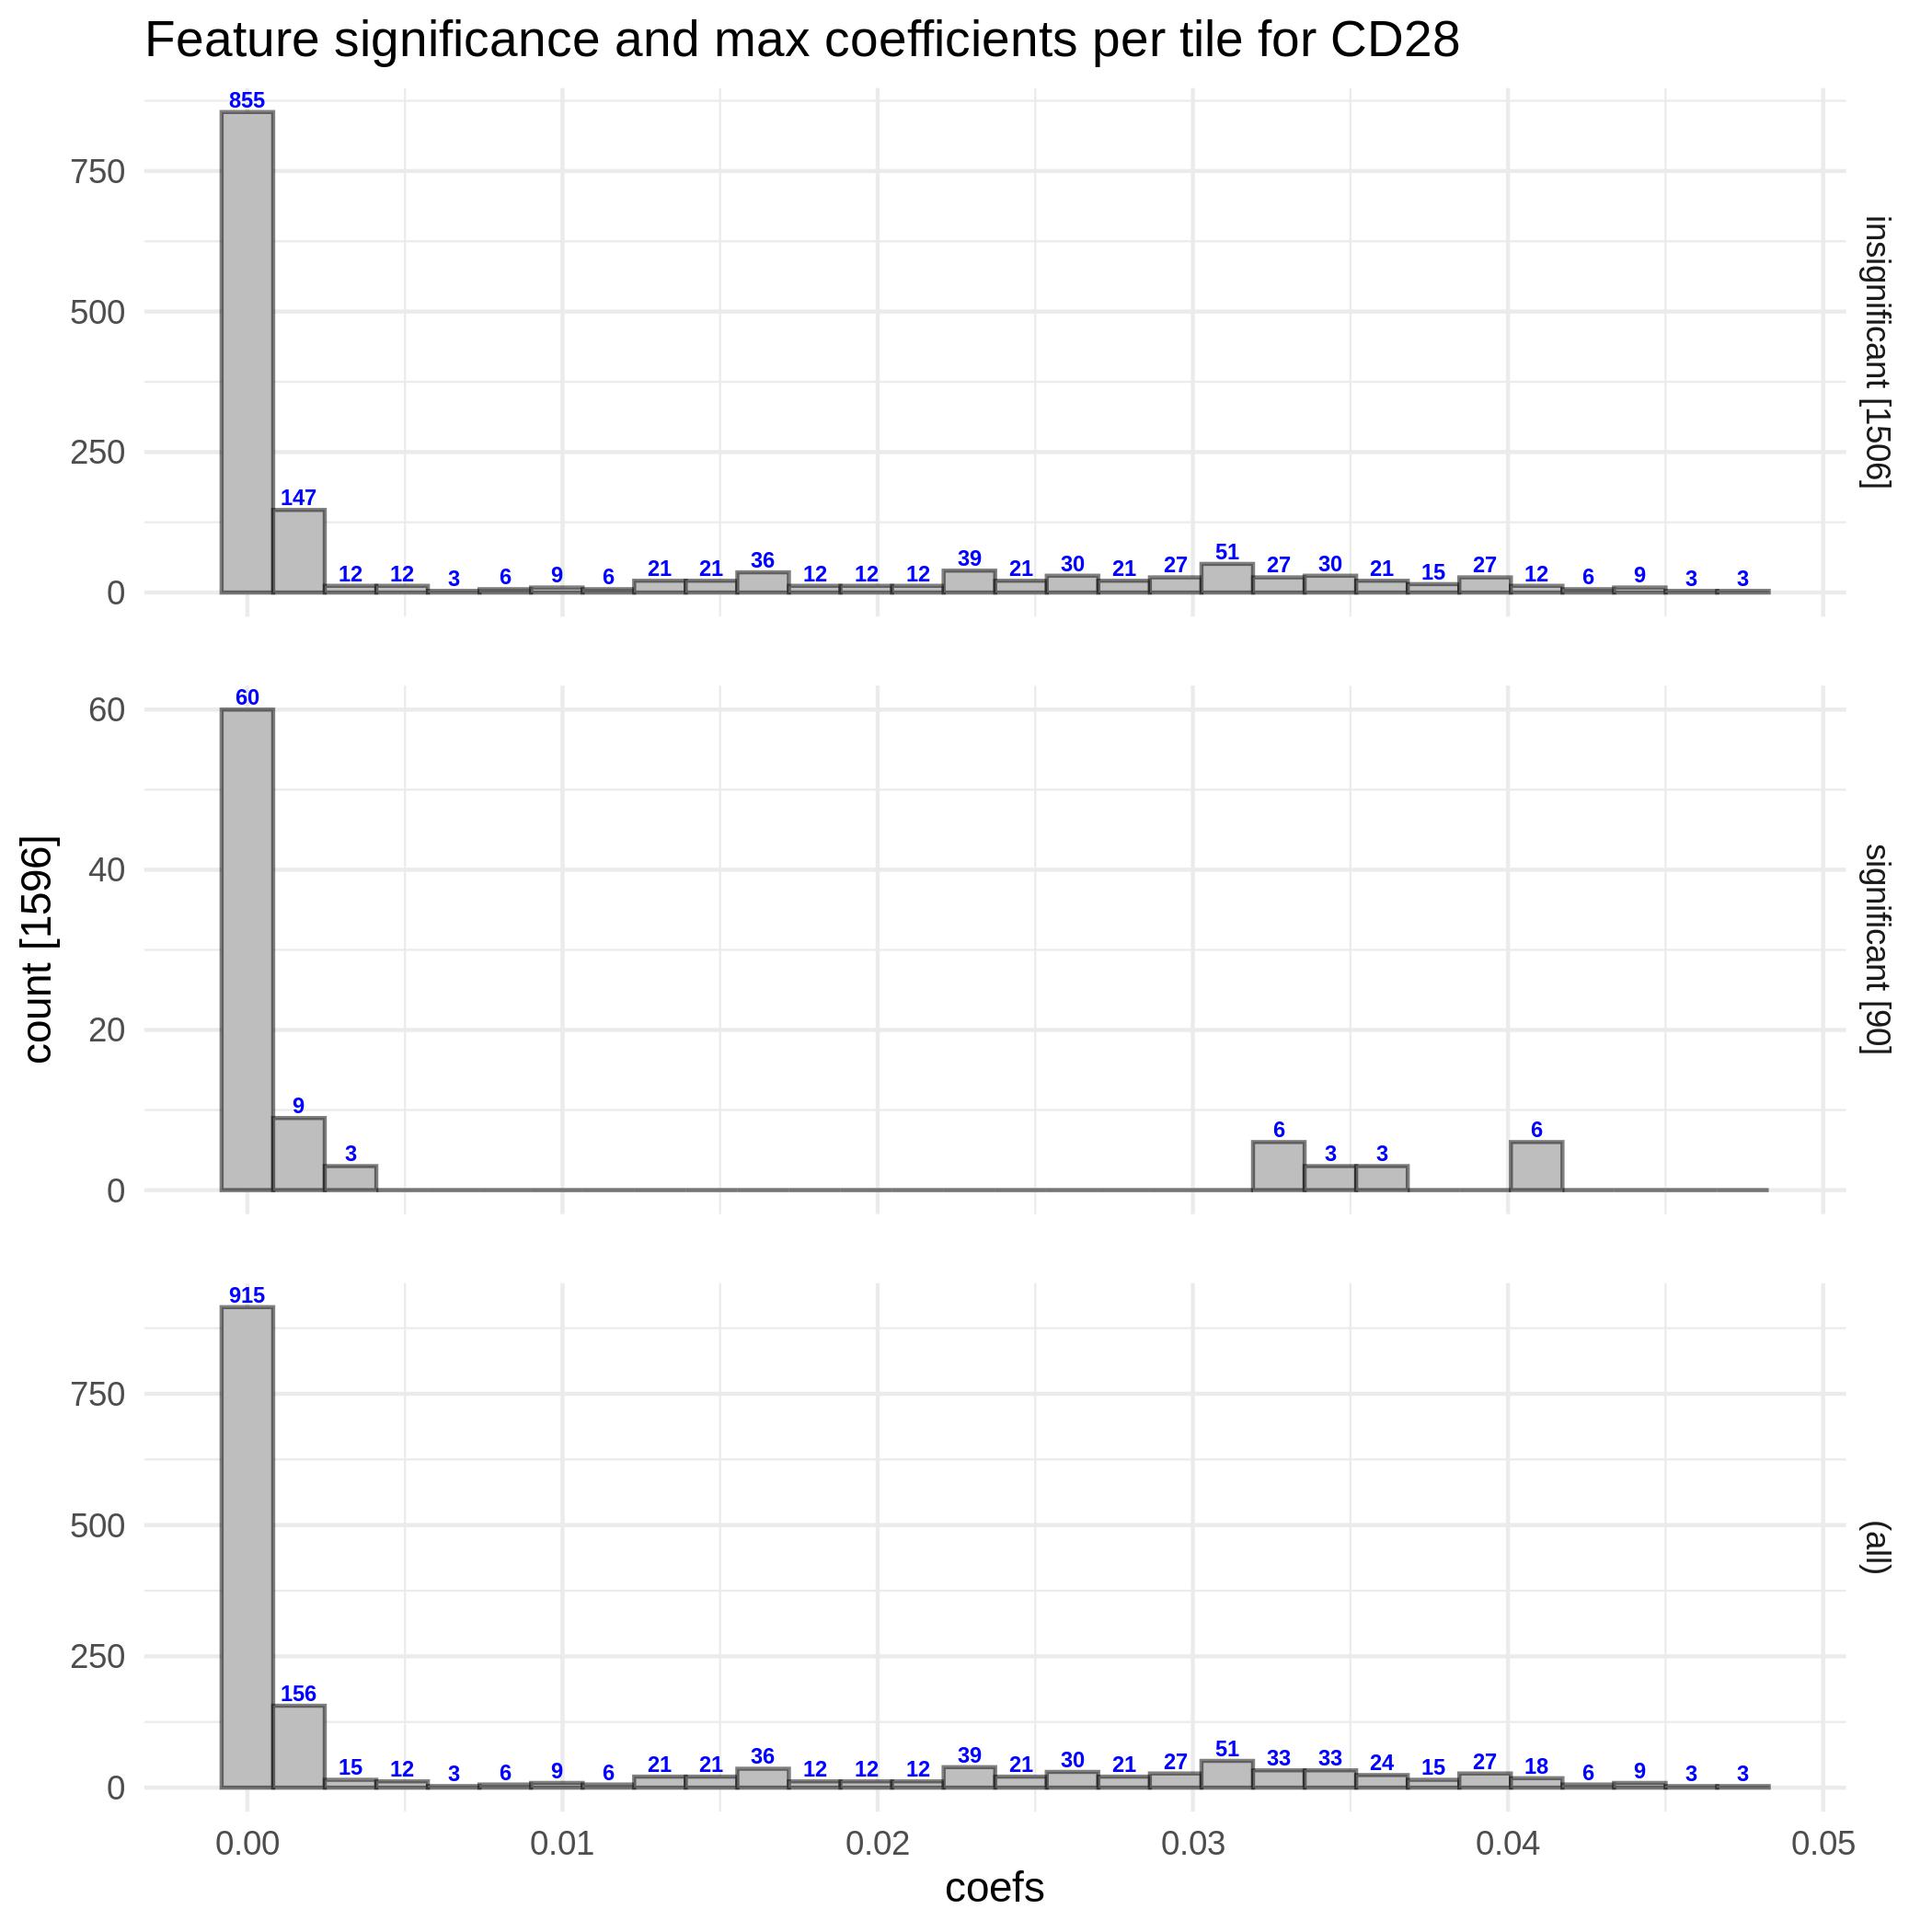 Feature significance and max coefficients per tile for CD28
855
147
12 12 3 6 9 6 21 21 36 12 12 12 39 21 30 21 27 51 27 30 21 15 27 12 6 9 3 3
750
500
250
0
insignificant [1506]
60
9
3
6
3
3
6
60
40
20
0
significant [90]
count [1596]
915
156
15 12 3 6 9 6 21 21 36 12 12 12 39 21 30 21 27 51 33 33 24 15 27 18 6 9 3 3
750
500
250
0
(all)
0.00 0.01 0.02 0.03 0.04 0.05
coefs